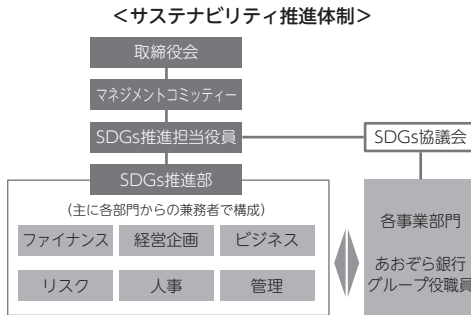 ＜サステナビリティ推進体制＞
取締役会
マネジメントコミッティー
SDGs推進担当役員
SDGs協議会
SDGs推進部
（主に各部門からの兼務者で構成）
ファイナンス
経営企画
ビジネス
リスク
人事
管理
各事業部門
あおぞら銀行
グループ役職員